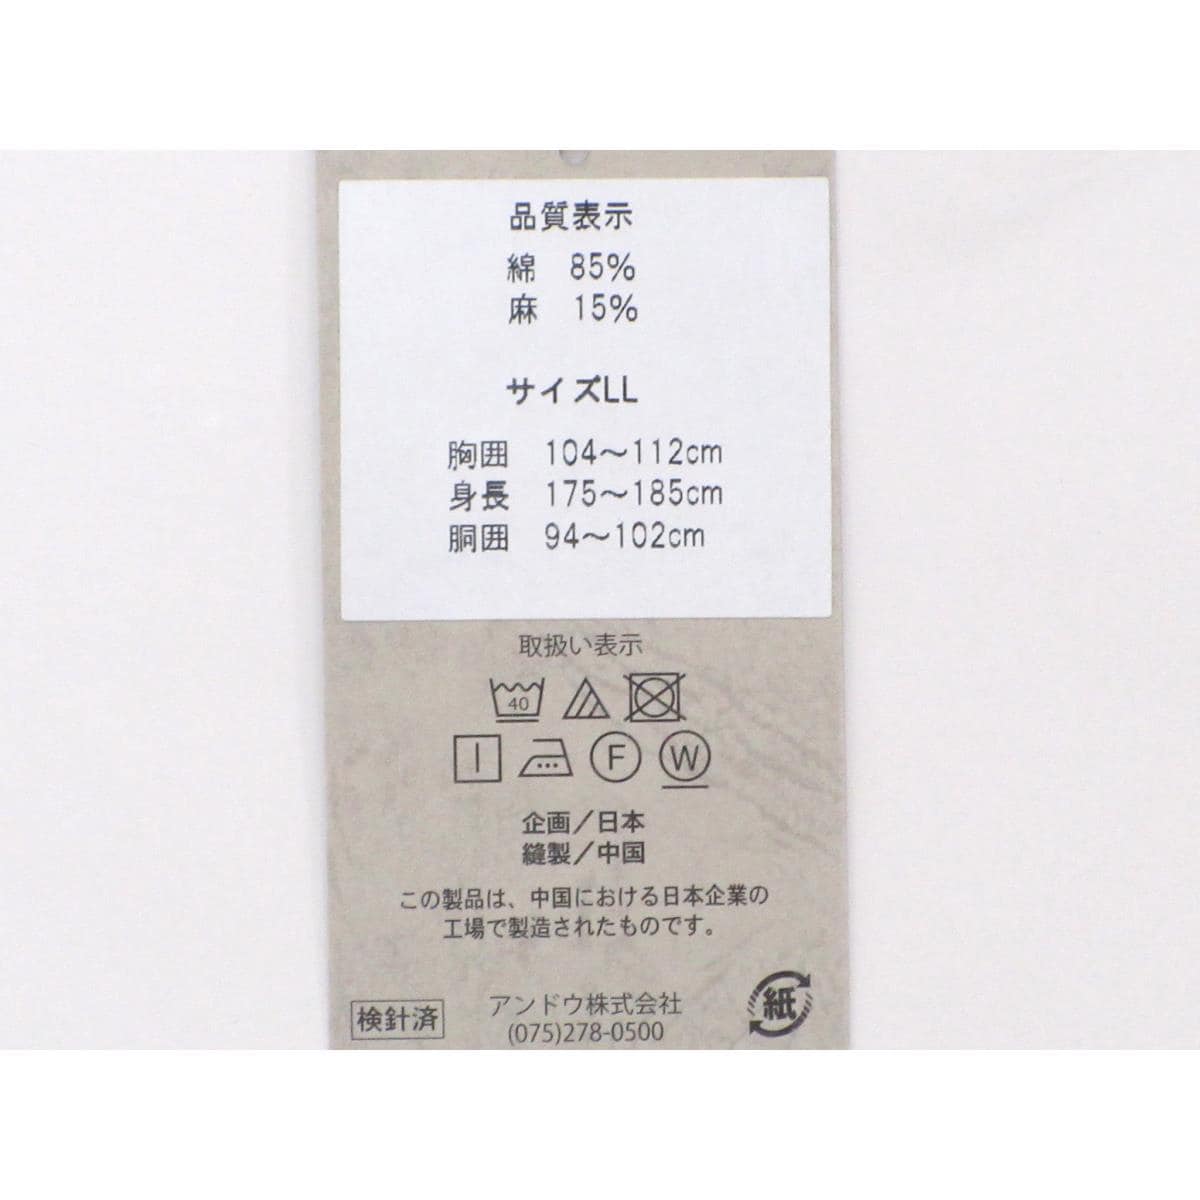 品質表示
綿 85%
麻 15%
サイズLL
胸囲 104～112cm
身長 175～185cm
胴囲 94～102cm
取扱い表示
40
F W
企画／日本
縫製／中国
この製品は、中国における日本企業の
工場で製造されたものです。
検針済
アンドウ株式会社
(075)278-0500
紙